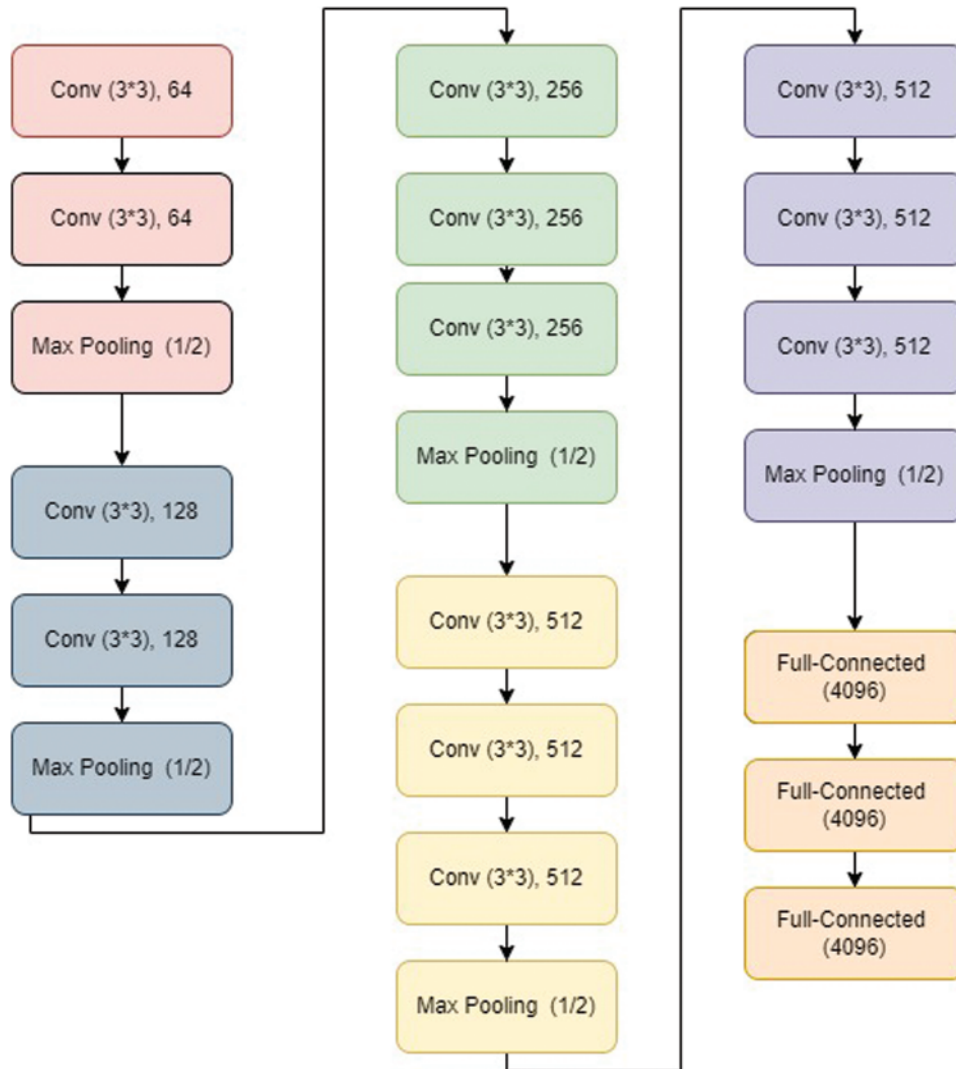 Conv (3*3), 64
Conv (3*3), 64
Max Pooling (1/2)
Conv (3*3), 128
Conv (3*3), 128
Max Pooling (1/2)
Conv (3*3), 256
Conv (3*3), 256
Conv (3*3), 256
Max Pooling (1/2)
Conv (3*3), 512
Conv (3*3), 512
Conv (3*3), 512
Max Pooling (1/2)
Conv (3*3), 512
Conv (3*3), 512
Conv (3*3), 512
Max Pooling (1/2)
Full-Connected
(4096)
Full-Connected
(4096)
Full-Connected
(4096)